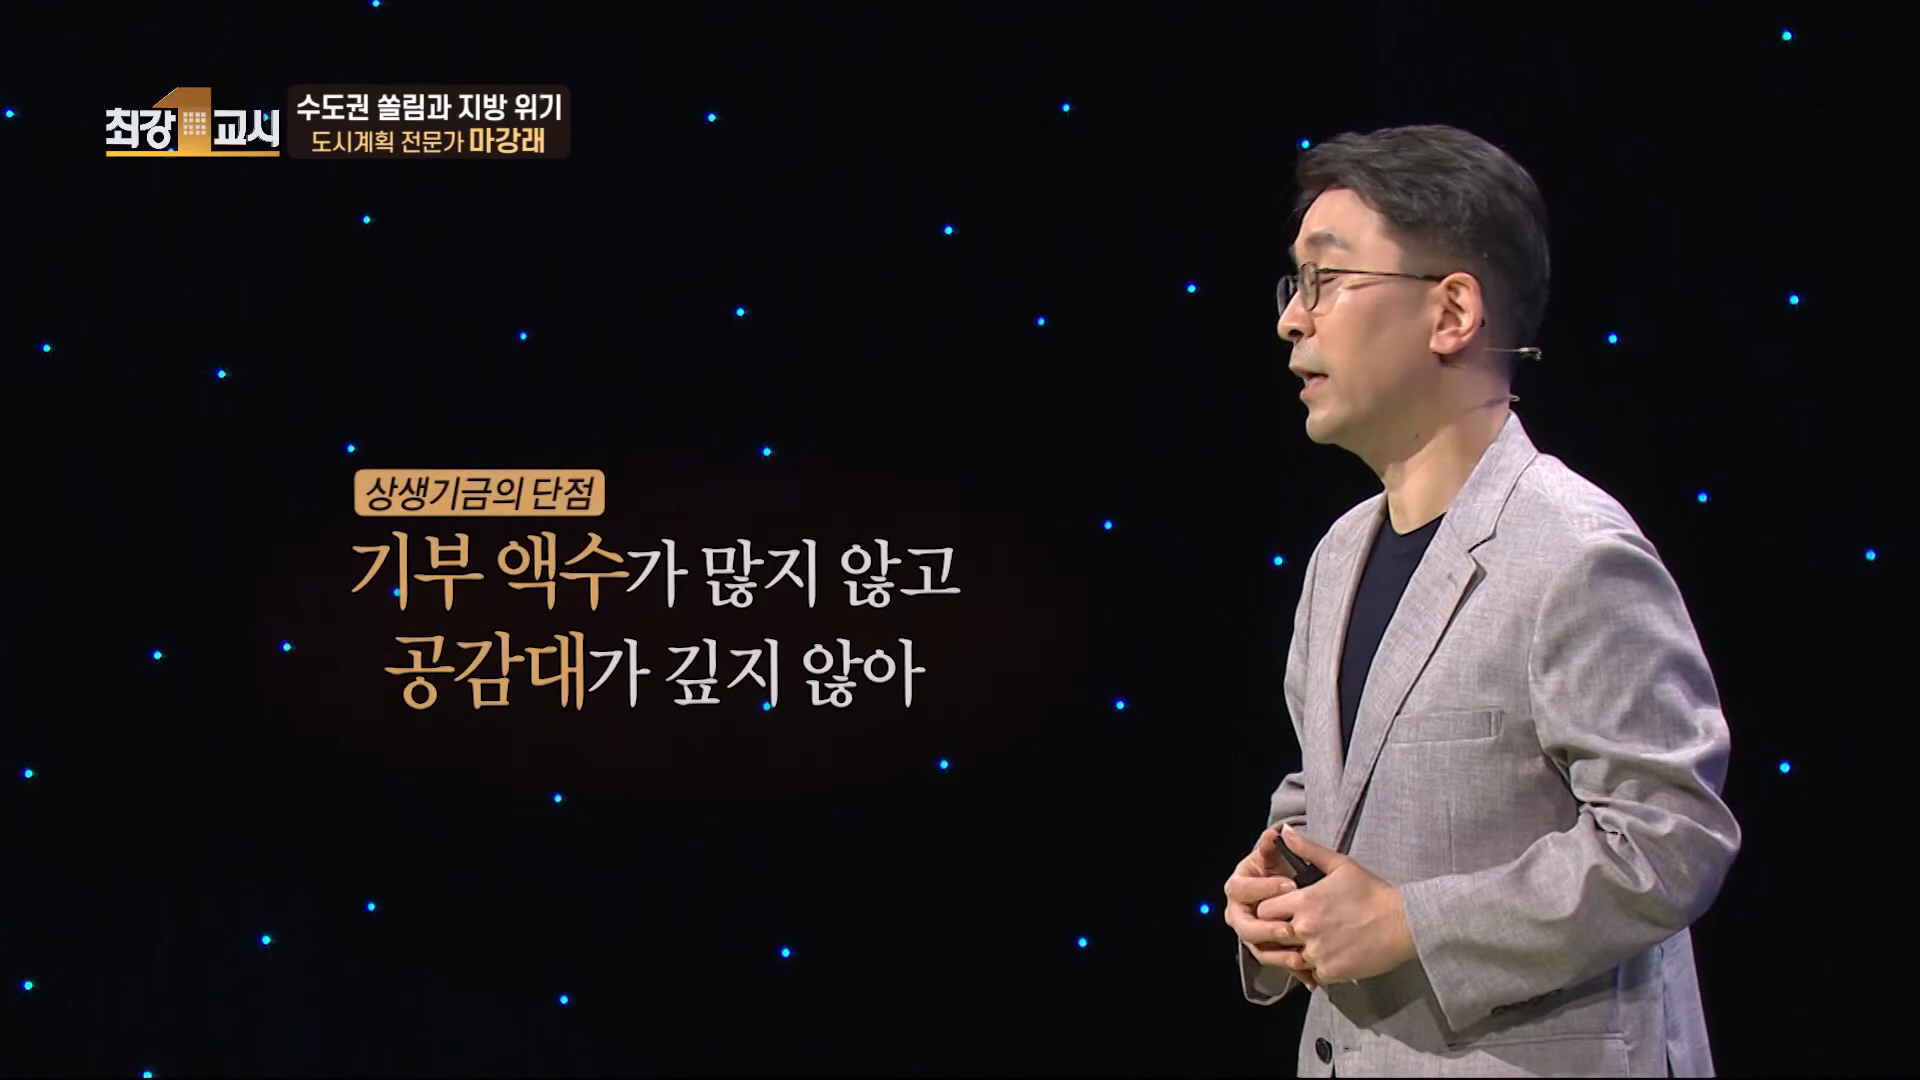 최강1교시
수도권 쏠림과 지방 위기
도시계획 전문가 마강래
상생기금의 단점
기부 액수가 많지 않고
공감대가 깊지 않아